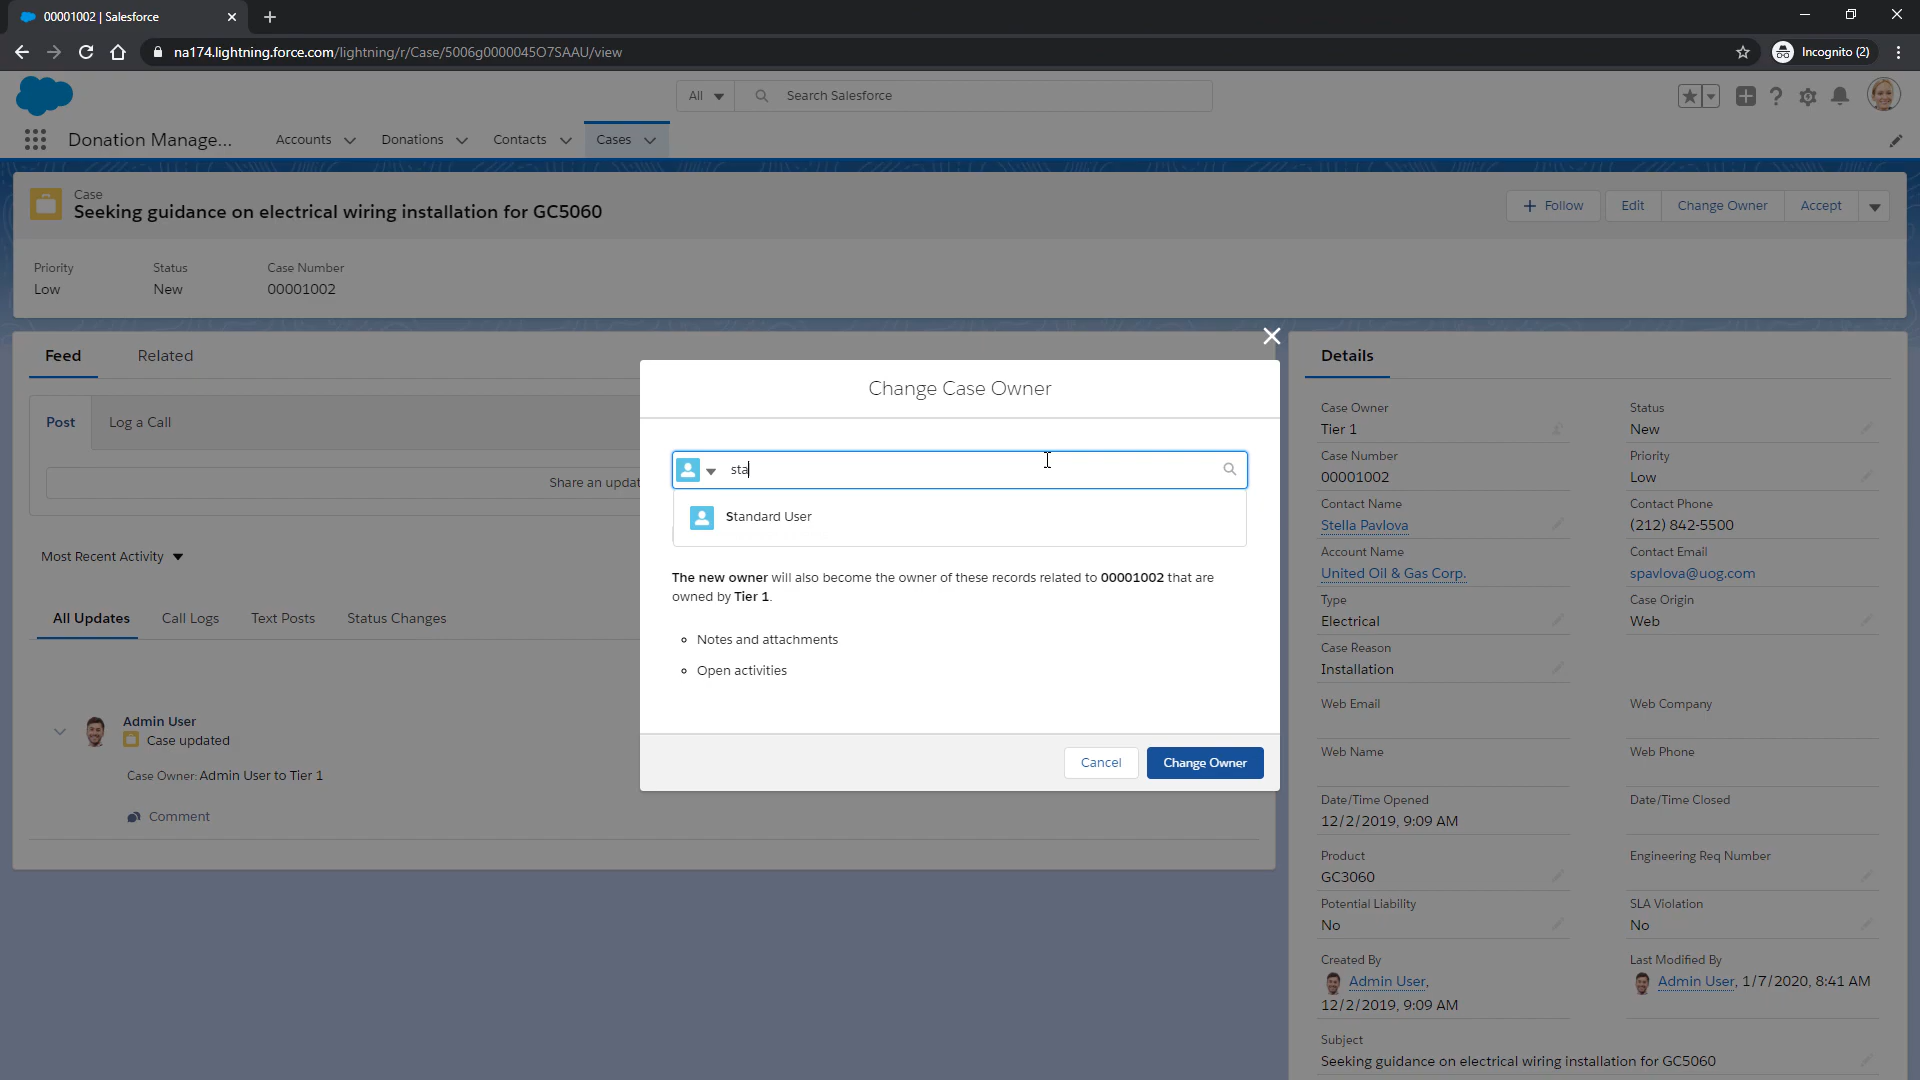 00001002 | Salesforce
na174.lightning.force.com/lightning/r/Case/5006g0000045O7SAAU/view
Incognito (2)
All
Search Salesforce
Donation Manage...
Accounts
Donations
Contacts
Cases
Case
Seeking guidance on electrical wiring installation for GC5060
Follow
Edit
Change Owner
Accept
Priority
Status
Case Number
Low
New
00001002
Feed
Related
Post
Log a Call
Share an updat
Most Recent Activity
All Updates
Call Logs
Text Posts
Status Changes
Admin User
Case updated
Case Owner: Admin User to Tier 1
Comment
Change Case Owner
sta
Standard User
The new owner will also become the owner of these records related to 00001002 that are
owned by Tier 1.
Notes and attachments
Open activities
Cancel
Change Owner
Details
Case Owner
Tier 1
Status
New
Case Number
00001002
Priority
Low
Contact Name
Stella Pavlova
Contact Phone
(212) 842-5500
Account Name
United Oil & Gas Corp.
Contact Email
spavlova@uog.com
Type
Electrical
Case Origin
Web
Case Reason
Installation
Web Email
Web Company
Web Name
Web Phone
Date/Time Opened
12/2/2019, 9:09 AM
Date/Time Closed
Product
GC3060
Engineering Req Number
Potential Liability
No
SLA Violation
No
Created By
Admin User,
12/2/2019, 9:09 AM
Last Modified By
Admin User, 1/7/2020, 8:41 AM
Subject
Seeking guidance on electrical wiring installation for GC5060